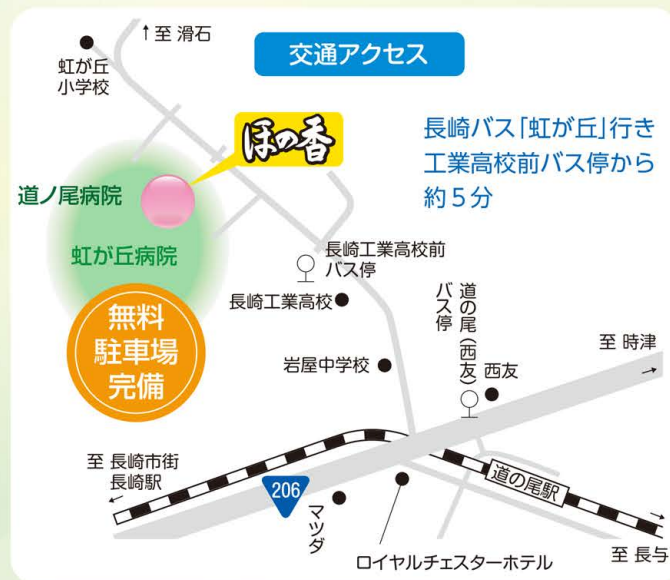 ↑至 滑石
虹が丘
小学校
交通アクセス
ほの香
長崎バス「虹が丘」行き
工業高校前バス停から
約5分
道ノ尾病院
虹が丘病院
無料
駐車場
完備
長崎工業高校前
バス停
長崎工業高校
道の尾(西友)
バス停
岩屋中学校
西友
至 時津
→
至 長崎市街
長崎駅
←
206
マツダ
道の尾駅
ロイヤルチェスターホテル
→
至 長与